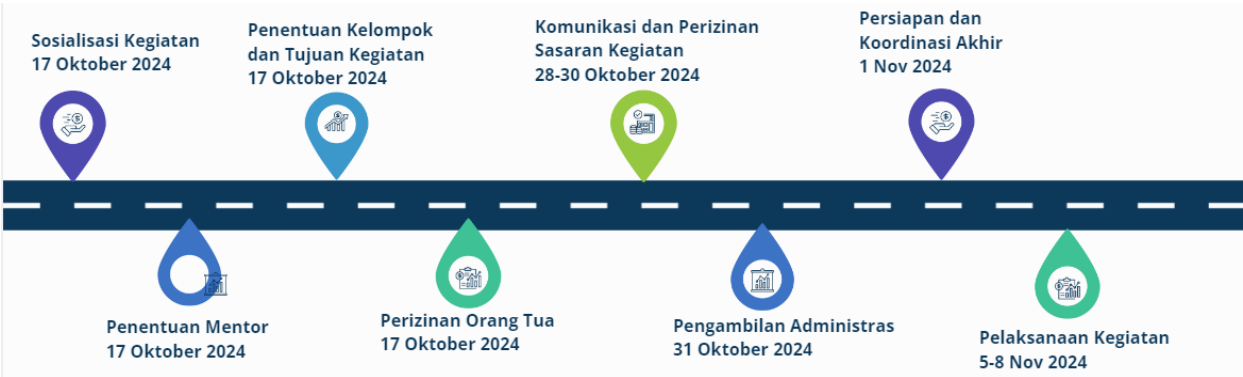 Sosialisasi Kegiatan
17 Oktober 2024
Penentuan Mentor
17 Oktober 2024
Penentuan Kelompok
dan Tujuan Kegiatan
17 Oktober 2024
Perizinan Orang Tua
17 Oktober 2024
Komunikasi dan Perizinan
Sasaran Kegiatan
28-30 Oktober 2024
Pengambilan Administras
31 Oktober 2024
Persiapan dan
Koordinasi Akhir
1 Nov 2024
Pelaksanaan Kegiatan
5-8 Nov 2024